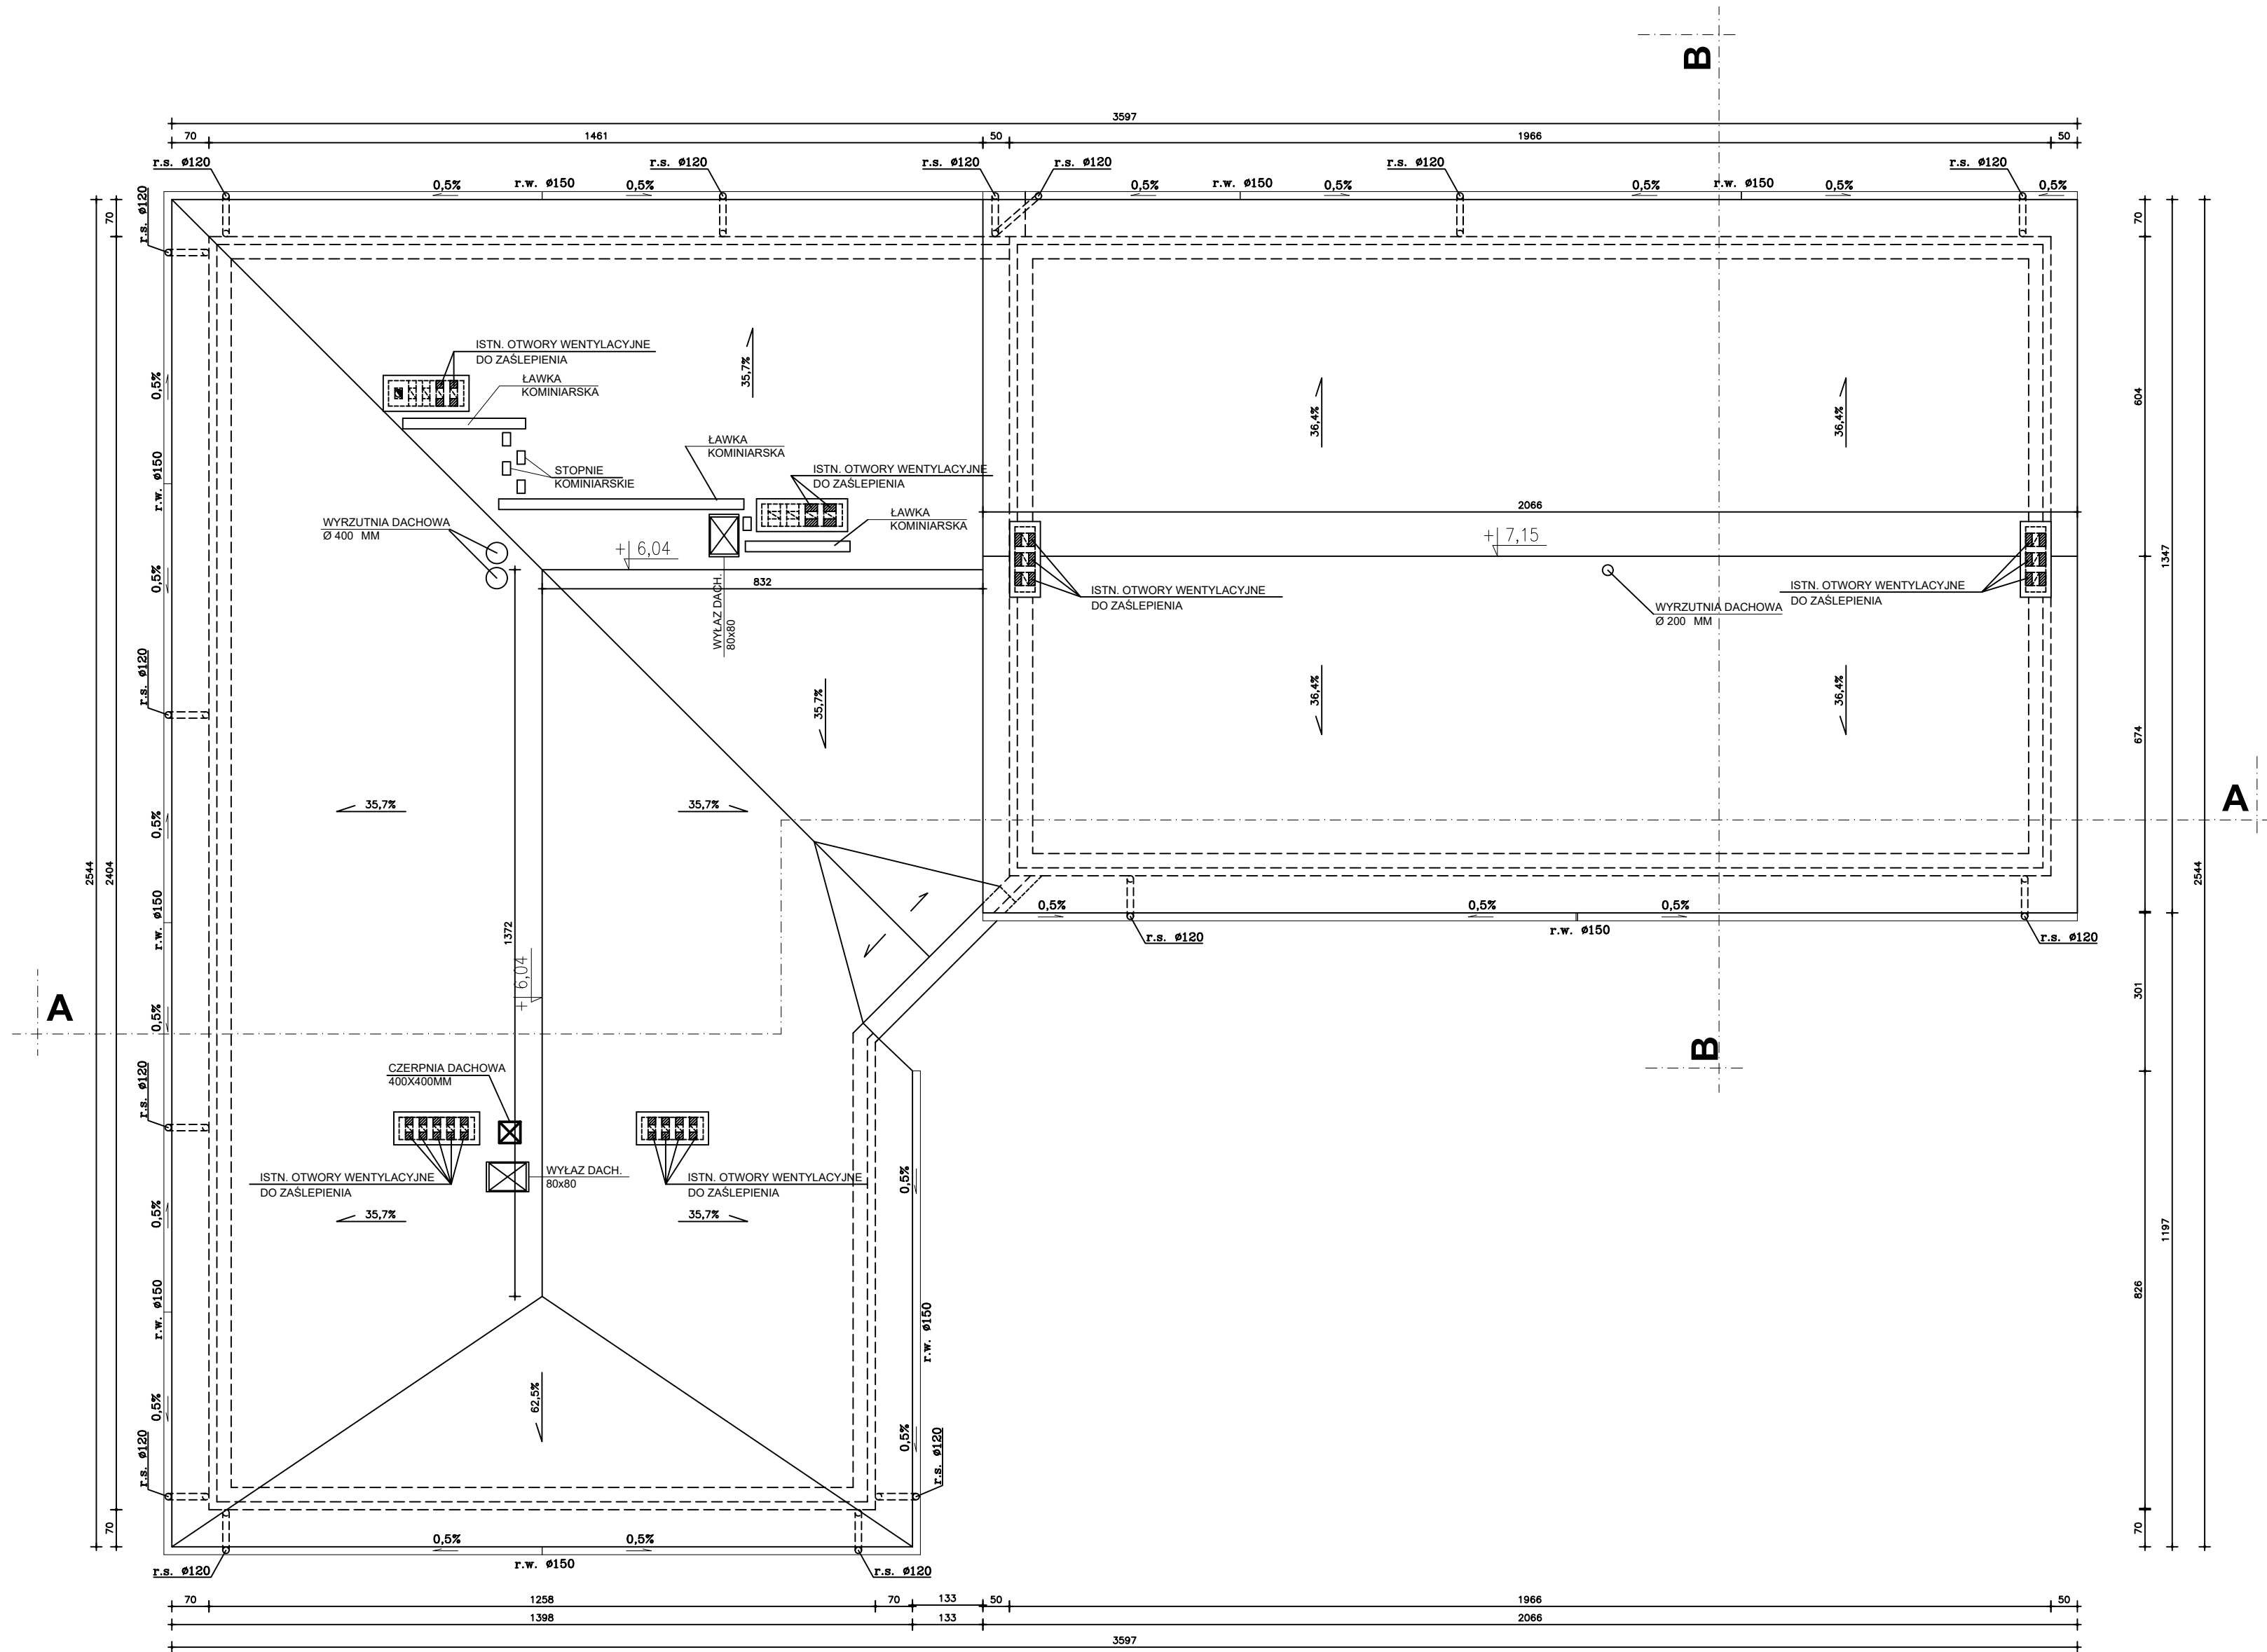 B
3597
70
1461
50
1966
50
r.s. Ø120
r.s. Ø120
r.s. Ø120
r.s. Ø120
r.s. Ø120
r.s. Ø120
0,5%
r.w. Ø150
0,5%
0,5%
r.w. Ø150
0,5%
0,5%
r.w. Ø150
0,5%
0,5%
r.s. Ø120
70
70
ISTN. OTWORY WENTYLACYJNE
DO ZAŚLEPIENIA
35,7%
ŁAWKA
KOMINIARSKA
0,5%
36,4%
36,4%
604
ŁAWKA
KOMINIARSKA
STOPNIE
KOMINIARSKIE
ISTN. OTWORY WENTYLACYJNE
DO ZAŚLEPIENIA
r.w. Ø150
ŁAWKA
KOMINIARSKA
2066
WYRZUTNIA DACHOWA
Ø 400 MM
+ 6,04
+ 7,15
1347
0,5%
832
ISTN. OTWORY WENTYLACYJNE
DO ZAŚLEPIENIA
ISTN. OTWORY WENTYLACYJNE
DO ZAŚLEPIENIA
WYŁAZ DACH.
80x80
WYRZUTNIA DACHOWA
Ø 200 MM
r.s. Ø120
35,7%
36,4%
36,4%
674
35,7%
35,7%
A
0,5%
2544
2404
2544
r.w. Ø150
0,5%
0,5%
0,5%
r.w. Ø150
r.s. Ø120
r.s. Ø120
1372
+ 6,04
301
A
0,5%
B
CZERPNIA DACHOWA
400X400MM
r.s. Ø120
ISTN. OTWORY WENTYLACYJNE
DO ZAŚLEPIENIA
WYŁAZ DACH.
80x80
ISTN. OTWORY WENTYLACYJNE
DO ZAŚLEPIENIA
0,5%
0,5%
35,7%
35,7%
1197
826
r.w. Ø150
r.w. Ø150
62,5%
0,5%
0,5%
r.s. Ø120
r.s. Ø120
70
70
0,5%
0,5%
r.w. Ø150
r.s. Ø120
r.s. Ø120
70
1258
70
133
50
1966
50
1398
133
2066
3597